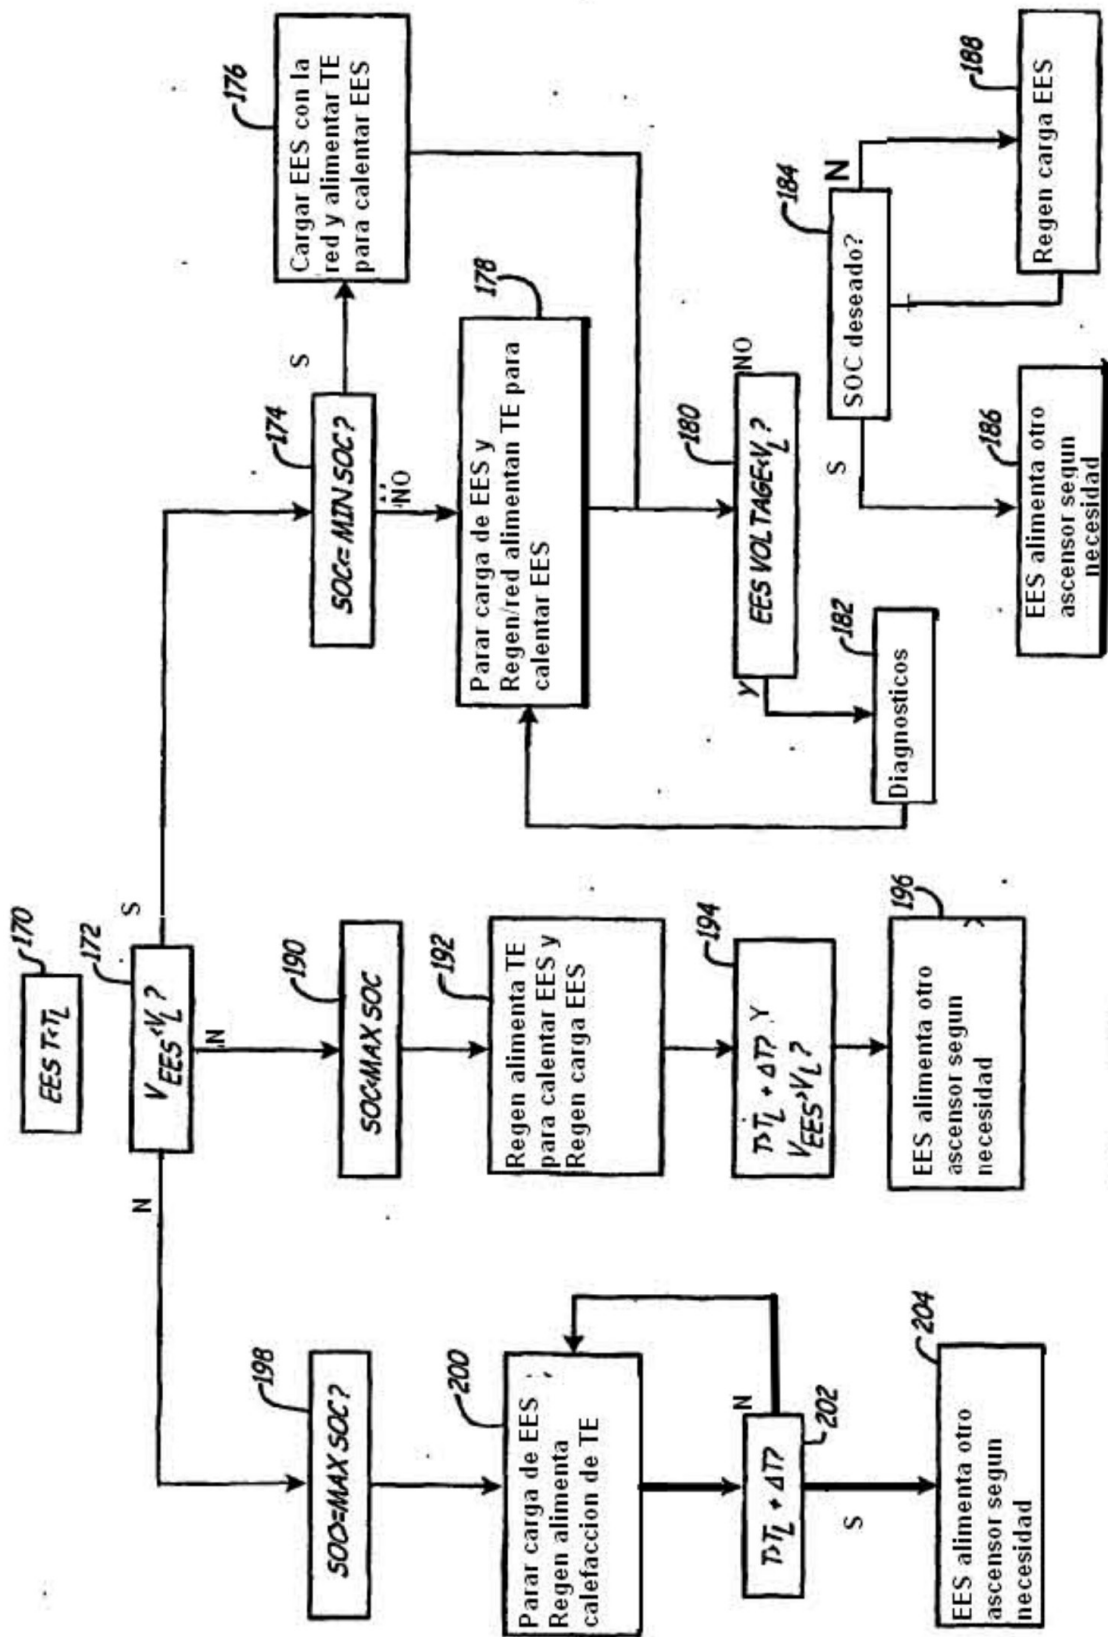 170
EES T<T_L
172
V_EES<V_L?
S
N
N
174
SOC<=MIN SOC?
S
NO
176
Cargar EES con la
red y alimentar TE
para calentar EES
178
Parar carga de EES y
Regen/red alimentan TE para
calentar EES
180
EES VOLTAGE<V_L?
Y
NO
182
Diagnosticos
184
SOC deseado?
S
N
186
EES alimenta otro
ascensor segun
necesidad
188
Regen carga EES
190
SOC<MAX SOC
192
Regen alimenta TE
para calentar EES y
Regen carga EES
194
T>T_L + ΔT? Y
V_EES>V_L?
196
EES alimenta otro
ascensor segun
necesidad
198
SOO=MAX SOC?
200
Parar carga de EES
Regen alimenta
calefaccion de TE
202
T>T_L + ΔT?
N
S
204
EES alimenta otro
ascensor segun
necesidad